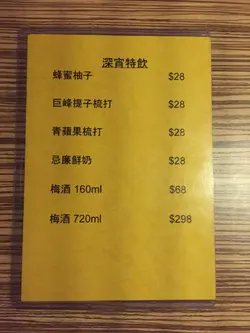 深宵特飲
蜂蜜柚子 $28
巨峰提子梳打 $28
青蘋果梳打 $28
忌廉鮮奶 $28
梅酒 160ml $68
梅酒 720ml $298